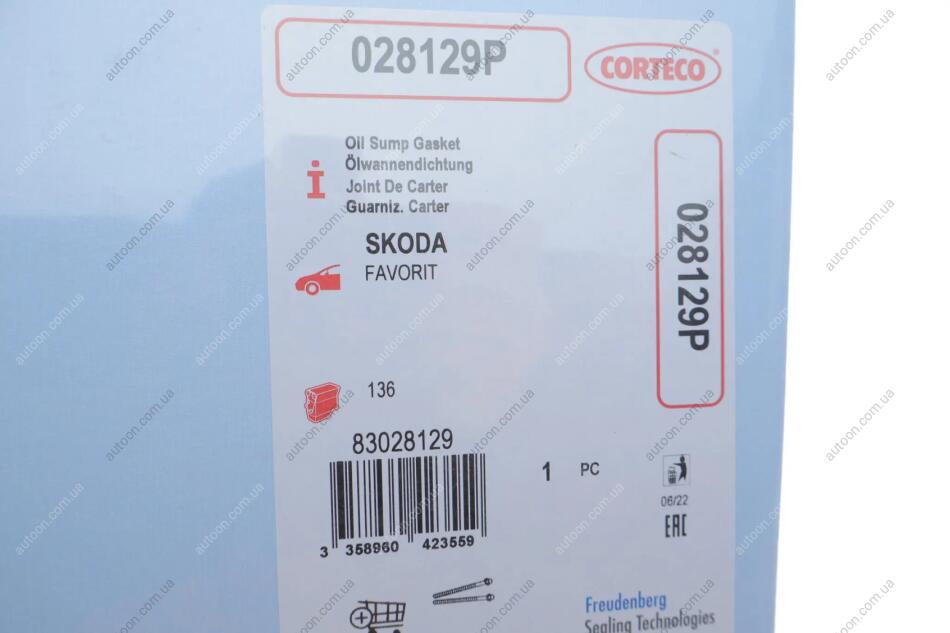 028129P
CORTECO
Oil Sump Gasket
Ölwannendichtung
Joint De Carter
Guarniz. Carter
SKODA
FAVORIT
028129P
136
83028129
1 PC
3 358960 423559
06/22
EAC
Freudenberg
Sealing Technologies
autoon.com.ua